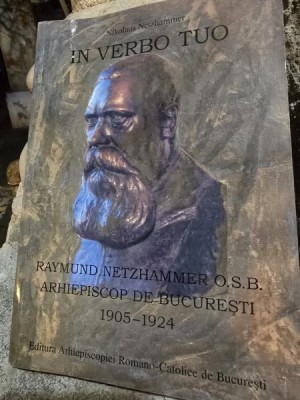 Nikolaus Netzhammer
IN VERBO TUO
RAYMUND NETZHAMMER O.S.B.
ARHIEPISCOP DE BUCUREȘTI
1905-1924
Editura Arhiepiscopiei Romano-Catolice de București